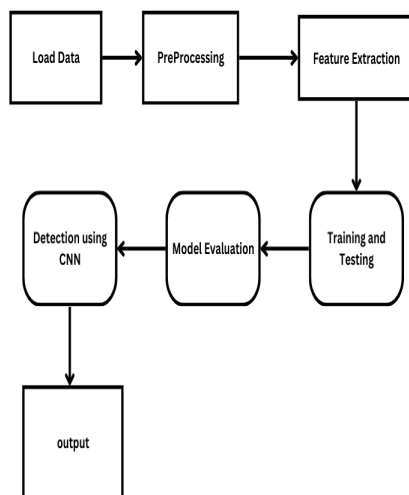 Load Data
PreProcessing
Feature Extraction
Training and
Testing
Model Evaluation
Detection using
CNN
output